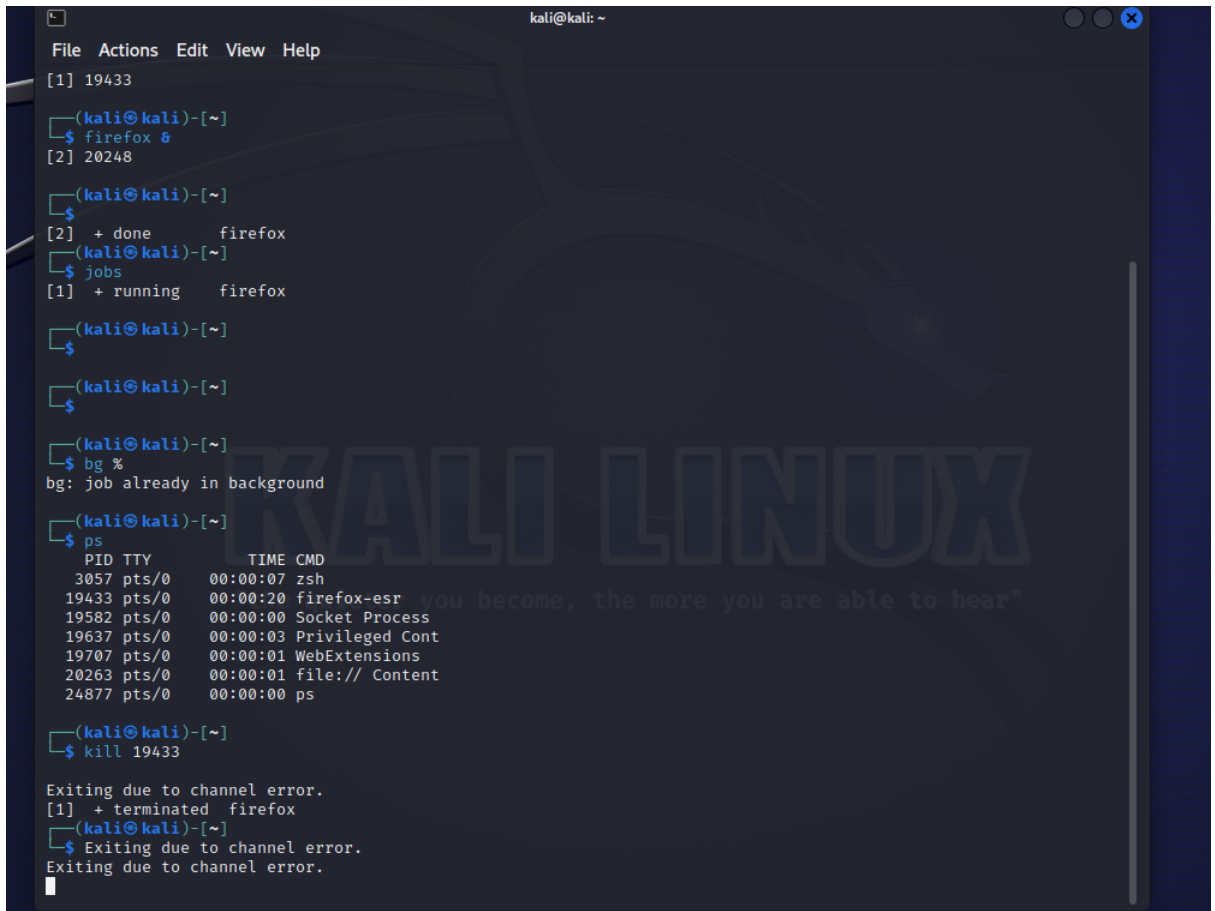 kali@kali: ~
File Actions Edit View Help
[1] 19433
┌──(kali㉿kali)-[~]
└─$ firefox &
[2] 20248
┌──(kali㉿kali)-[~]
└─$
[2]  + done       firefox
┌──(kali㉿kali)-[~]
└─$ jobs
[1]  + running    firefox
┌──(kali㉿kali)-[~]
└─$
┌──(kali㉿kali)-[~]
└─$
┌──(kali㉿kali)-[~]
└─$ bg %
bg: job already in background
┌──(kali㉿kali)-[~]
└─$ ps
    PID TTY          TIME CMD
   3057 pts/0    00:00:07 zsh
  19433 pts/0    00:00:20 firefox-esr
  19582 pts/0    00:00:00 Socket Process
  19637 pts/0    00:00:03 Privileged Cont
  19707 pts/0    00:00:01 WebExtensions
  20263 pts/0    00:00:01 file:// Content
  24877 pts/0    00:00:00 ps
┌──(kali㉿kali)-[~]
└─$ kill 19433
Exiting due to channel error.
[1]  + terminated  firefox
┌──(kali㉿kali)-[~]
└─$ Exiting due to channel error.
Exiting due to channel error.
KALI LINUX
you become, the more you are able to hear"